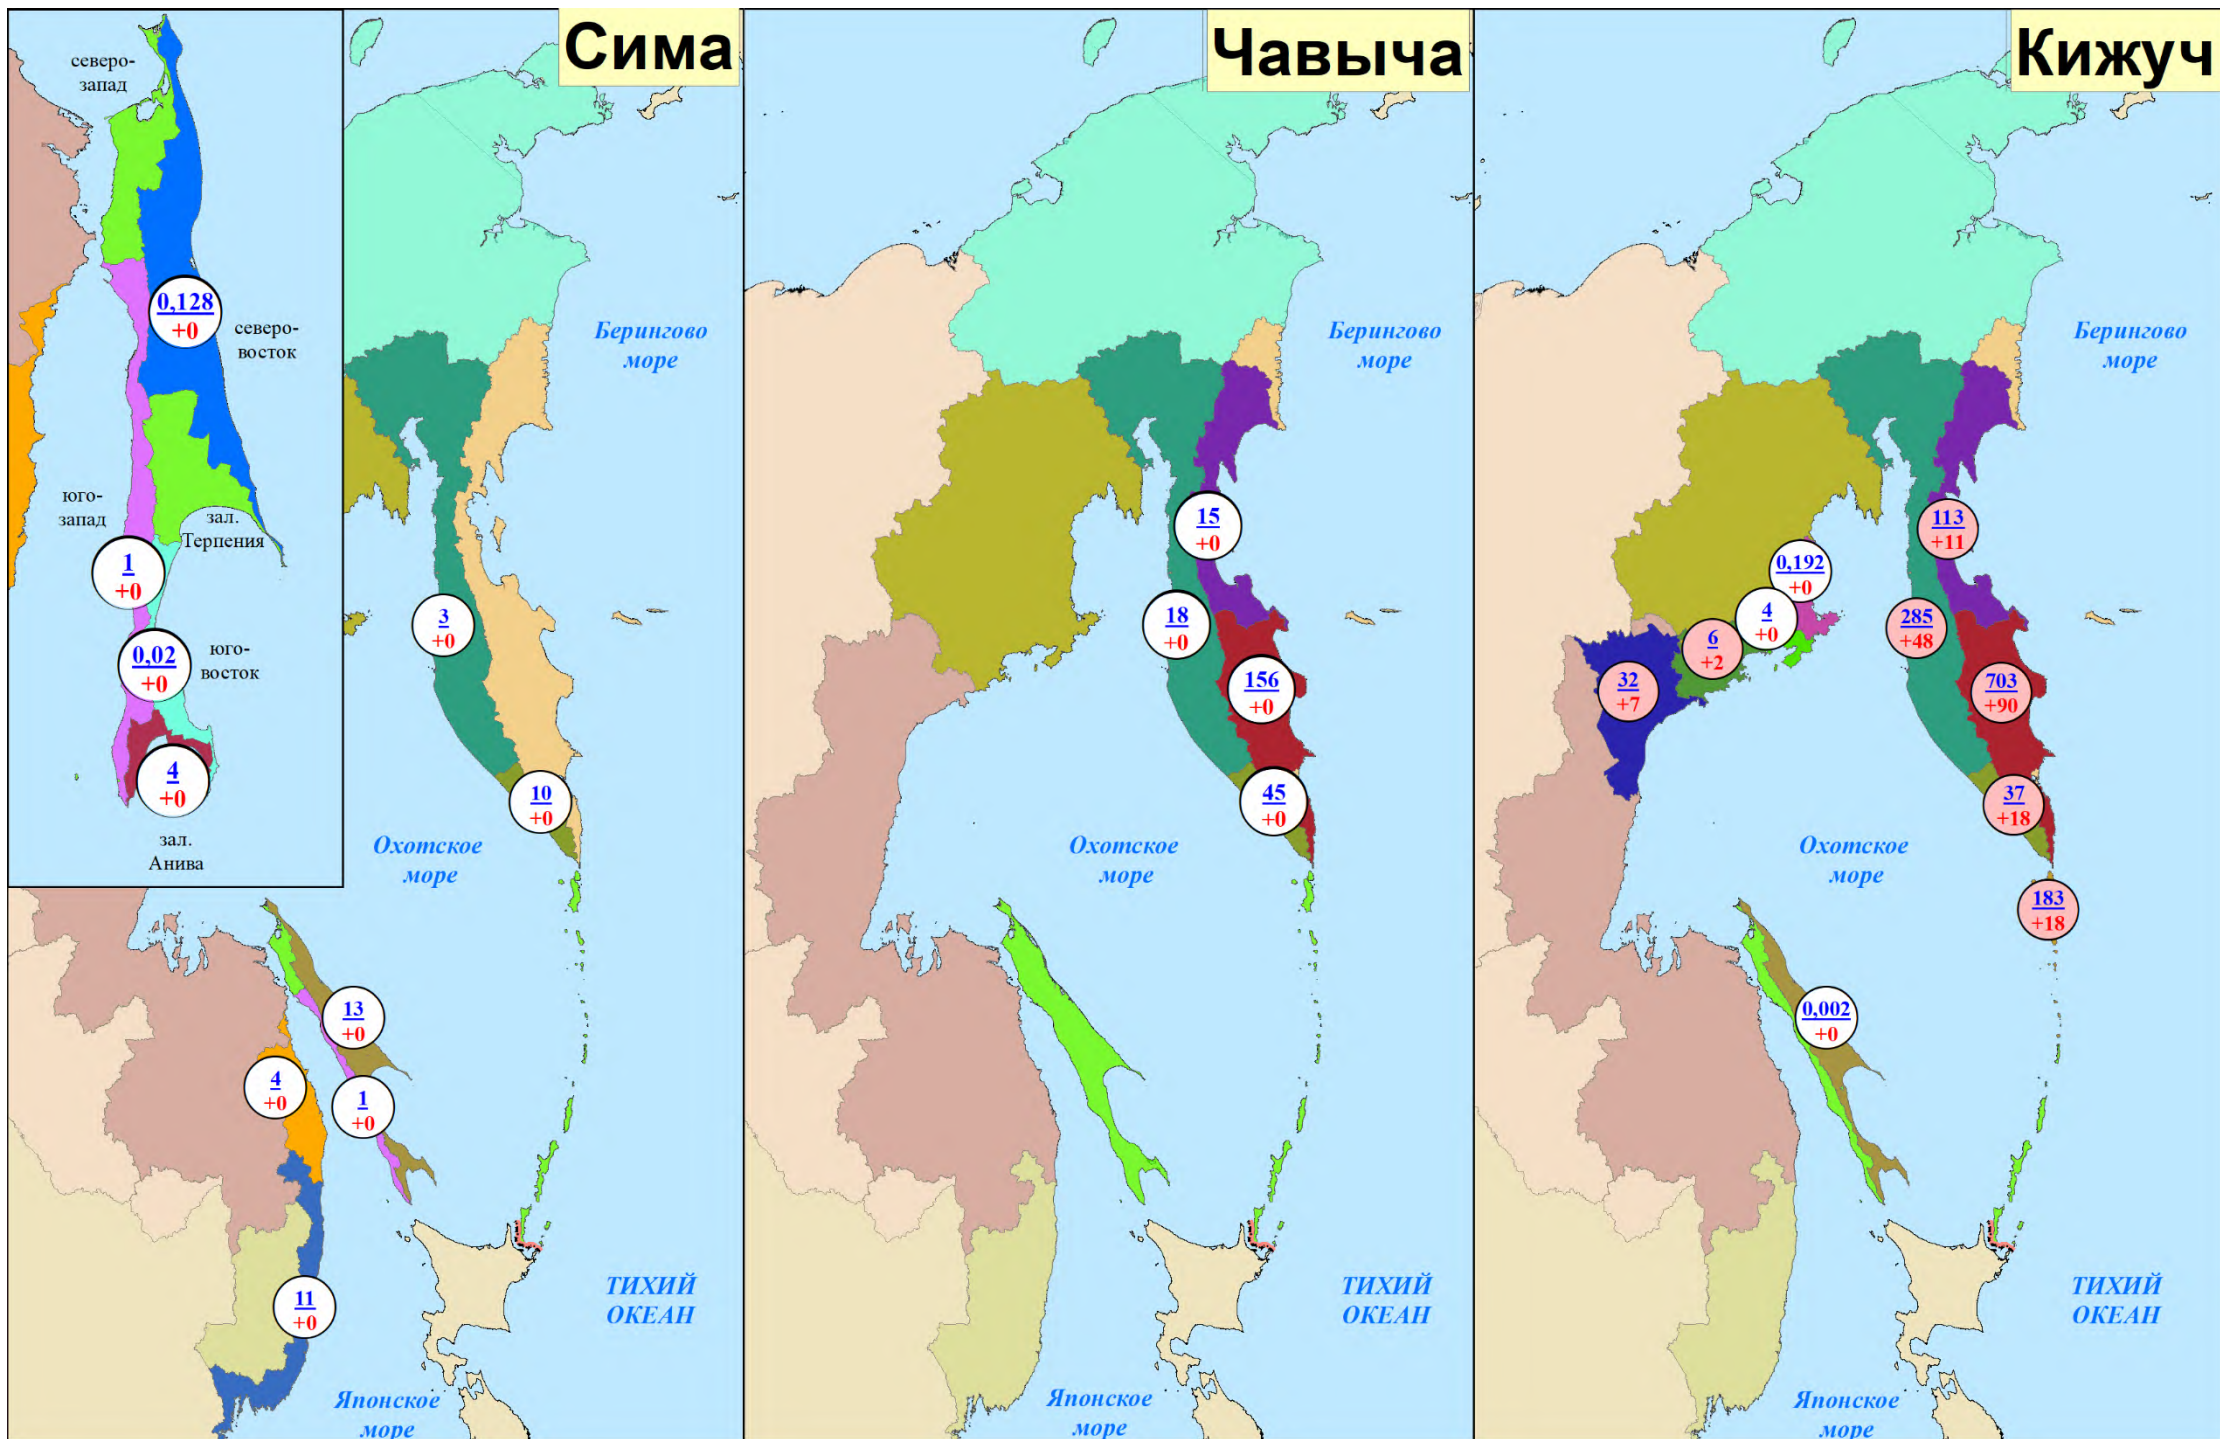 Сима
северо-
запад
0,128
+0
северо-
восток
юго-
запад
зал.
Терпения
1
+0
0,02
+0
юго-
восток
4
+0
зал.
Анива
Берингово
море
3
+0
10
+0
Охотское
море
13
+0
4
+0
1
+0
11
+0
ТИХИЙ
ОКЕАН
Японское
море
Чавыча
Берингово
море
15
+0
18
+0
156
+0
45
+0
Охотское
море
ТИХИЙ
ОКЕАН
Японское
море
Кижуч
Берингово
море
113
+11
0,192
+0
4
+0
285
+48
6
+2
32
+7
703
+90
37
+18
Охотское
море
183
+18
0,002
+0
ТИХИЙ
ОКЕАН
Японское
море